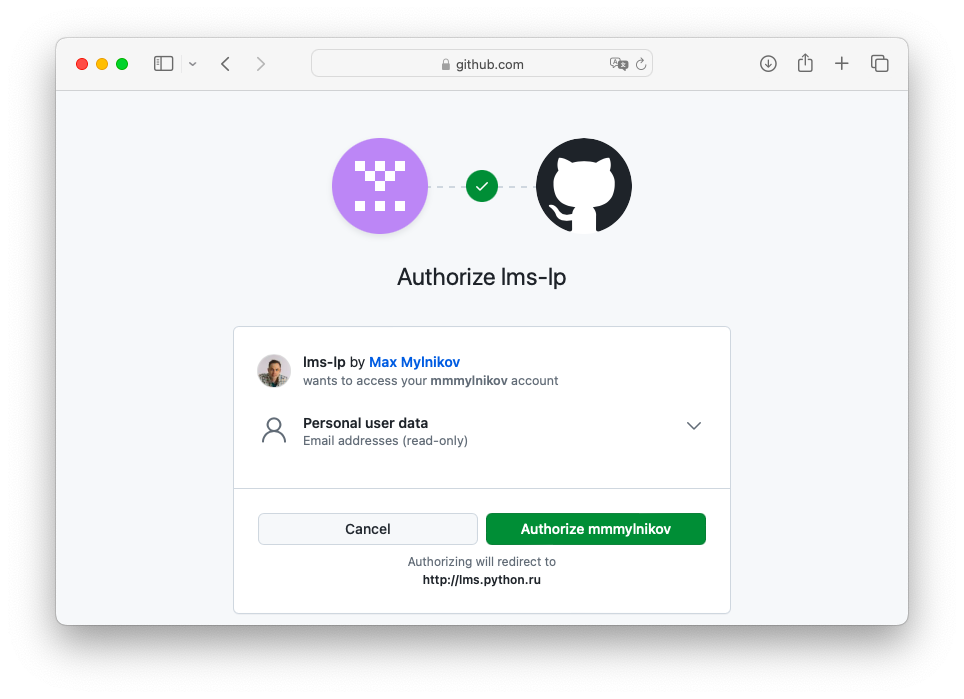 github.com
Authorize lms-lp
lms-lp by Max Mylnikov
wants to access your mmmylnikov account
Personal user data
Email addresses (read-only)
Cancel
Authorize mmmylnikov
Authorizing will redirect to
http://lms.python.ru